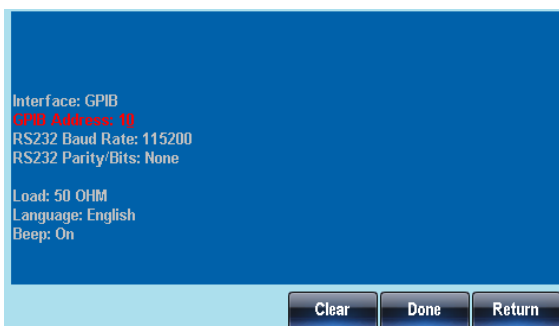 Interface: GPIB
GPIB Address: 10
RS232 Baud Rate: 115200
RS232 Parity/Bits: None
Load: 50 OHM
Language: English
Beep: On
Clear Done Return